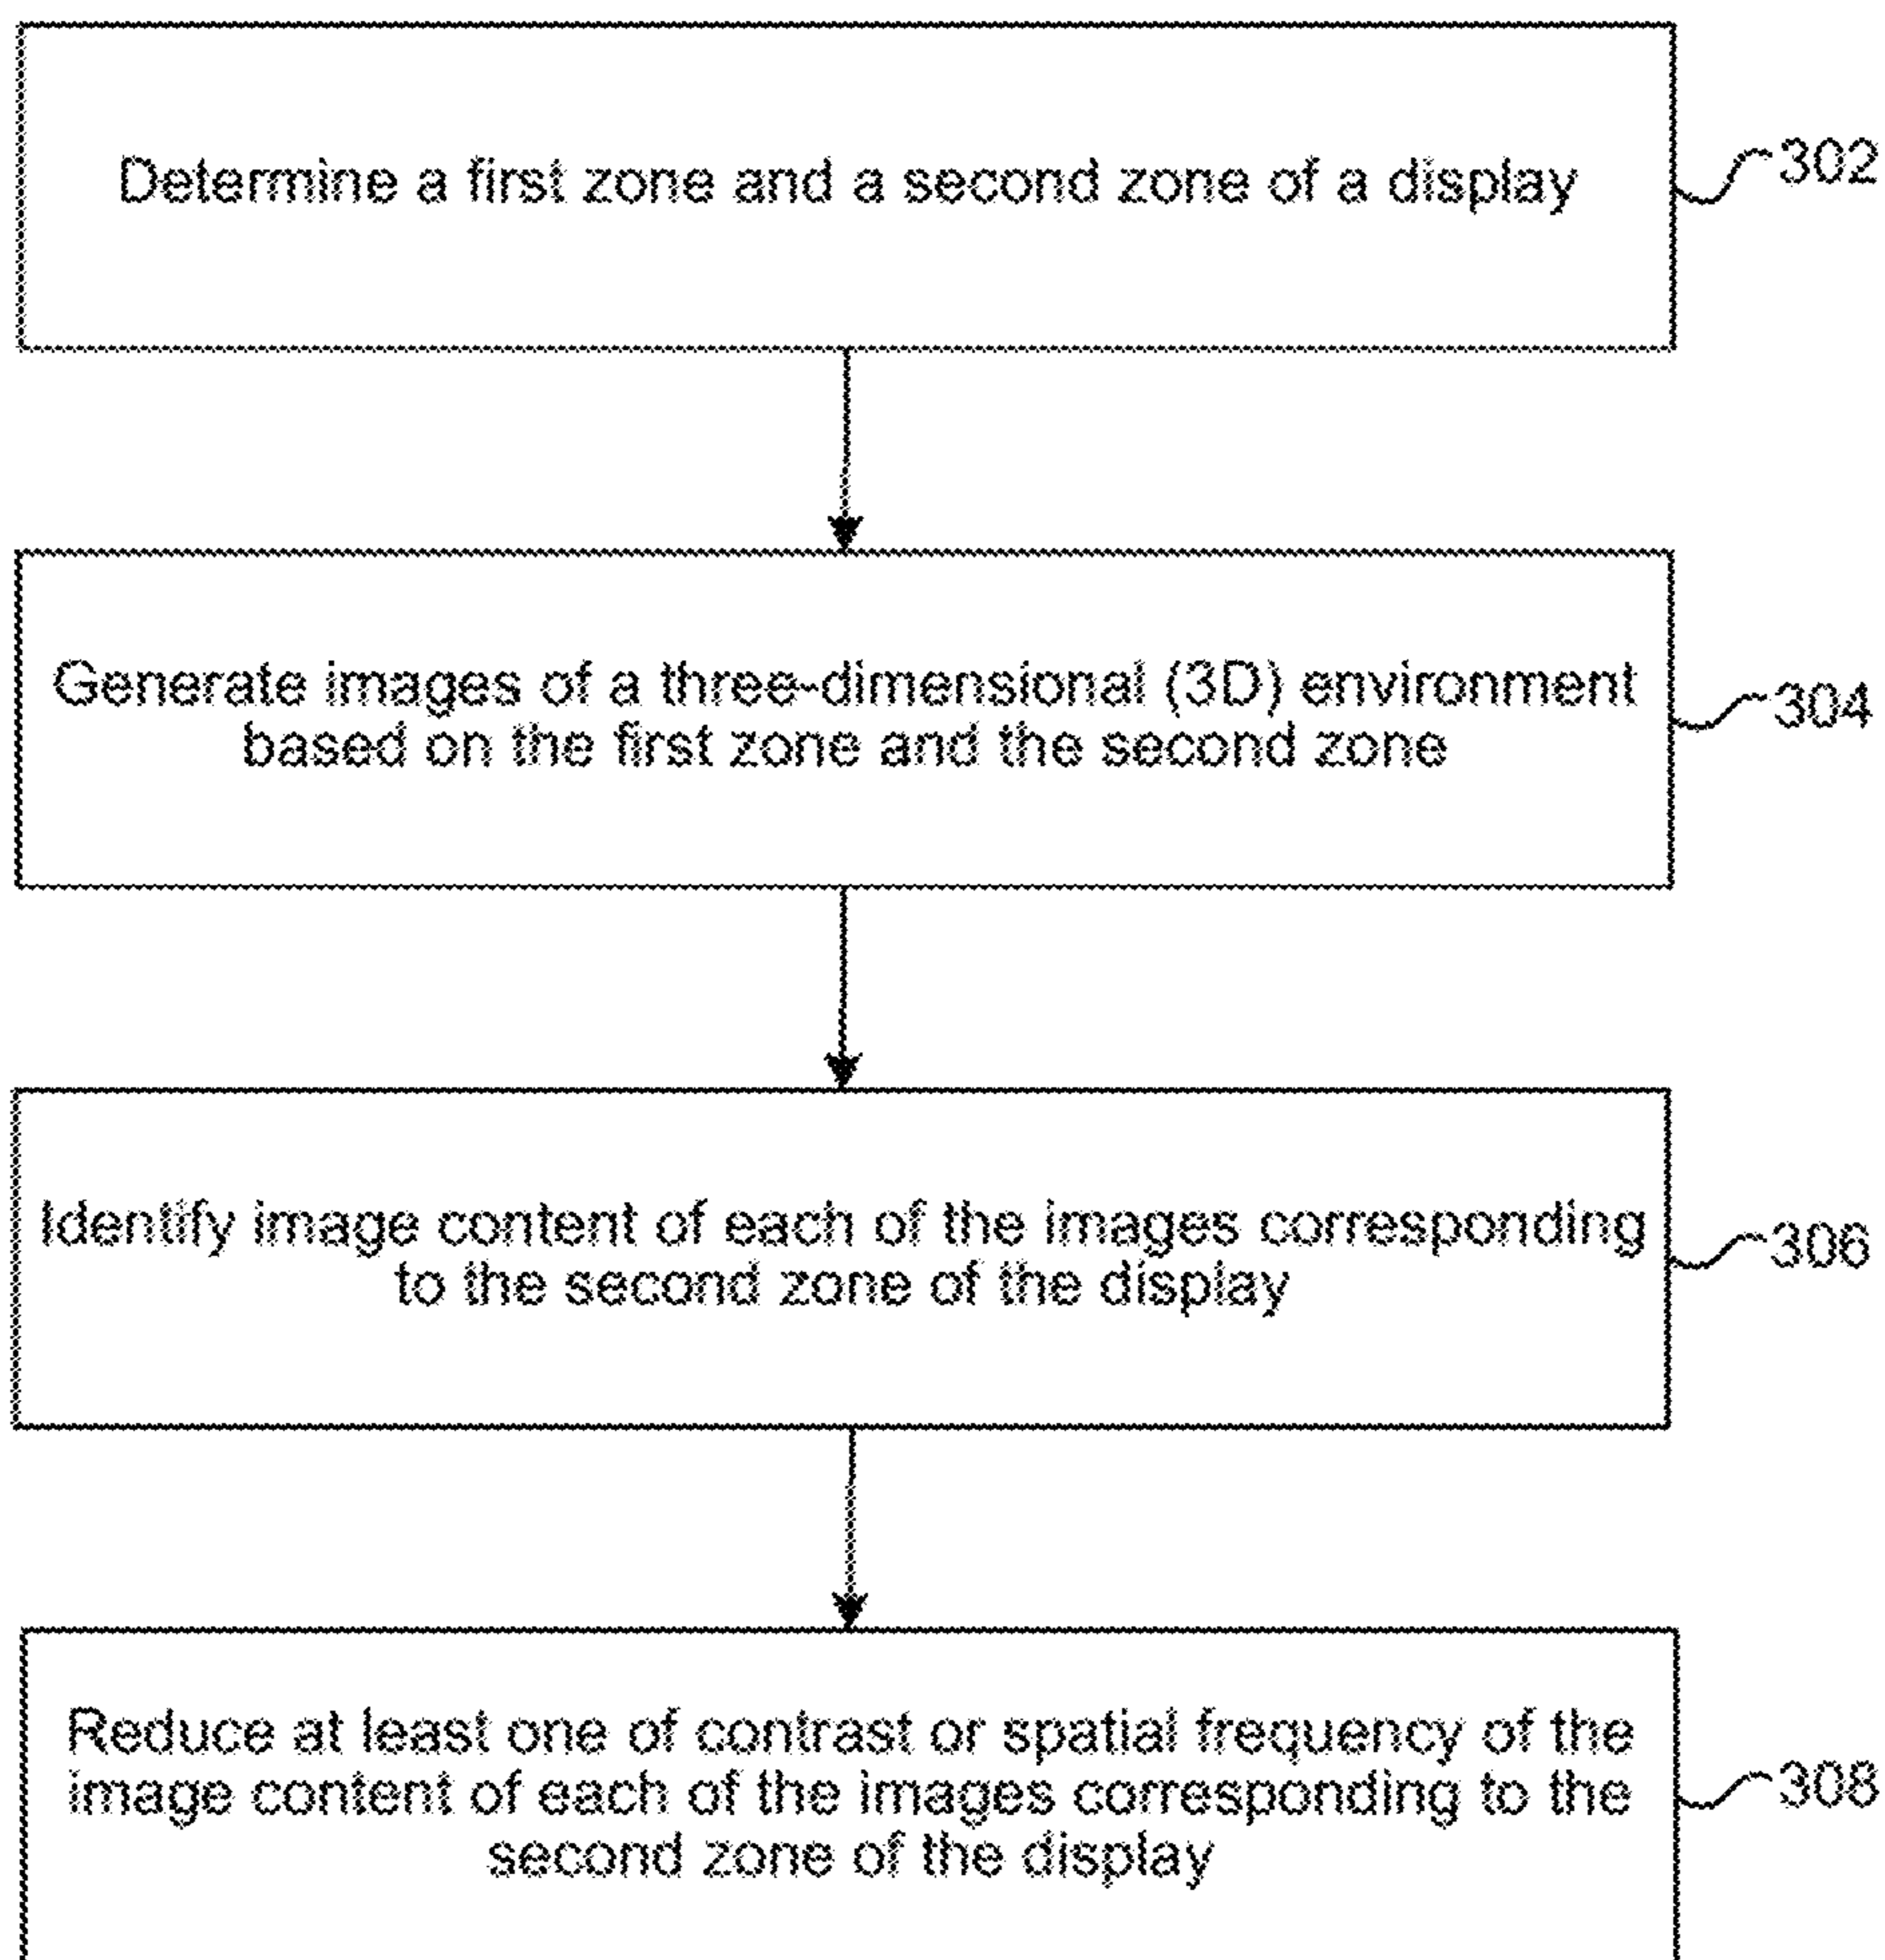 Determine a first zone and a second zone of a display
302
Generate images of a three-dimensional (3D) environment
based on the first zone and the second zone
304
Identify image content of each of the images corresponding
to the second zone of the display
306
Reduce at least one of contrast or spatial frequency of the
image content of each of the images corresponding to the
second zone of the display
308